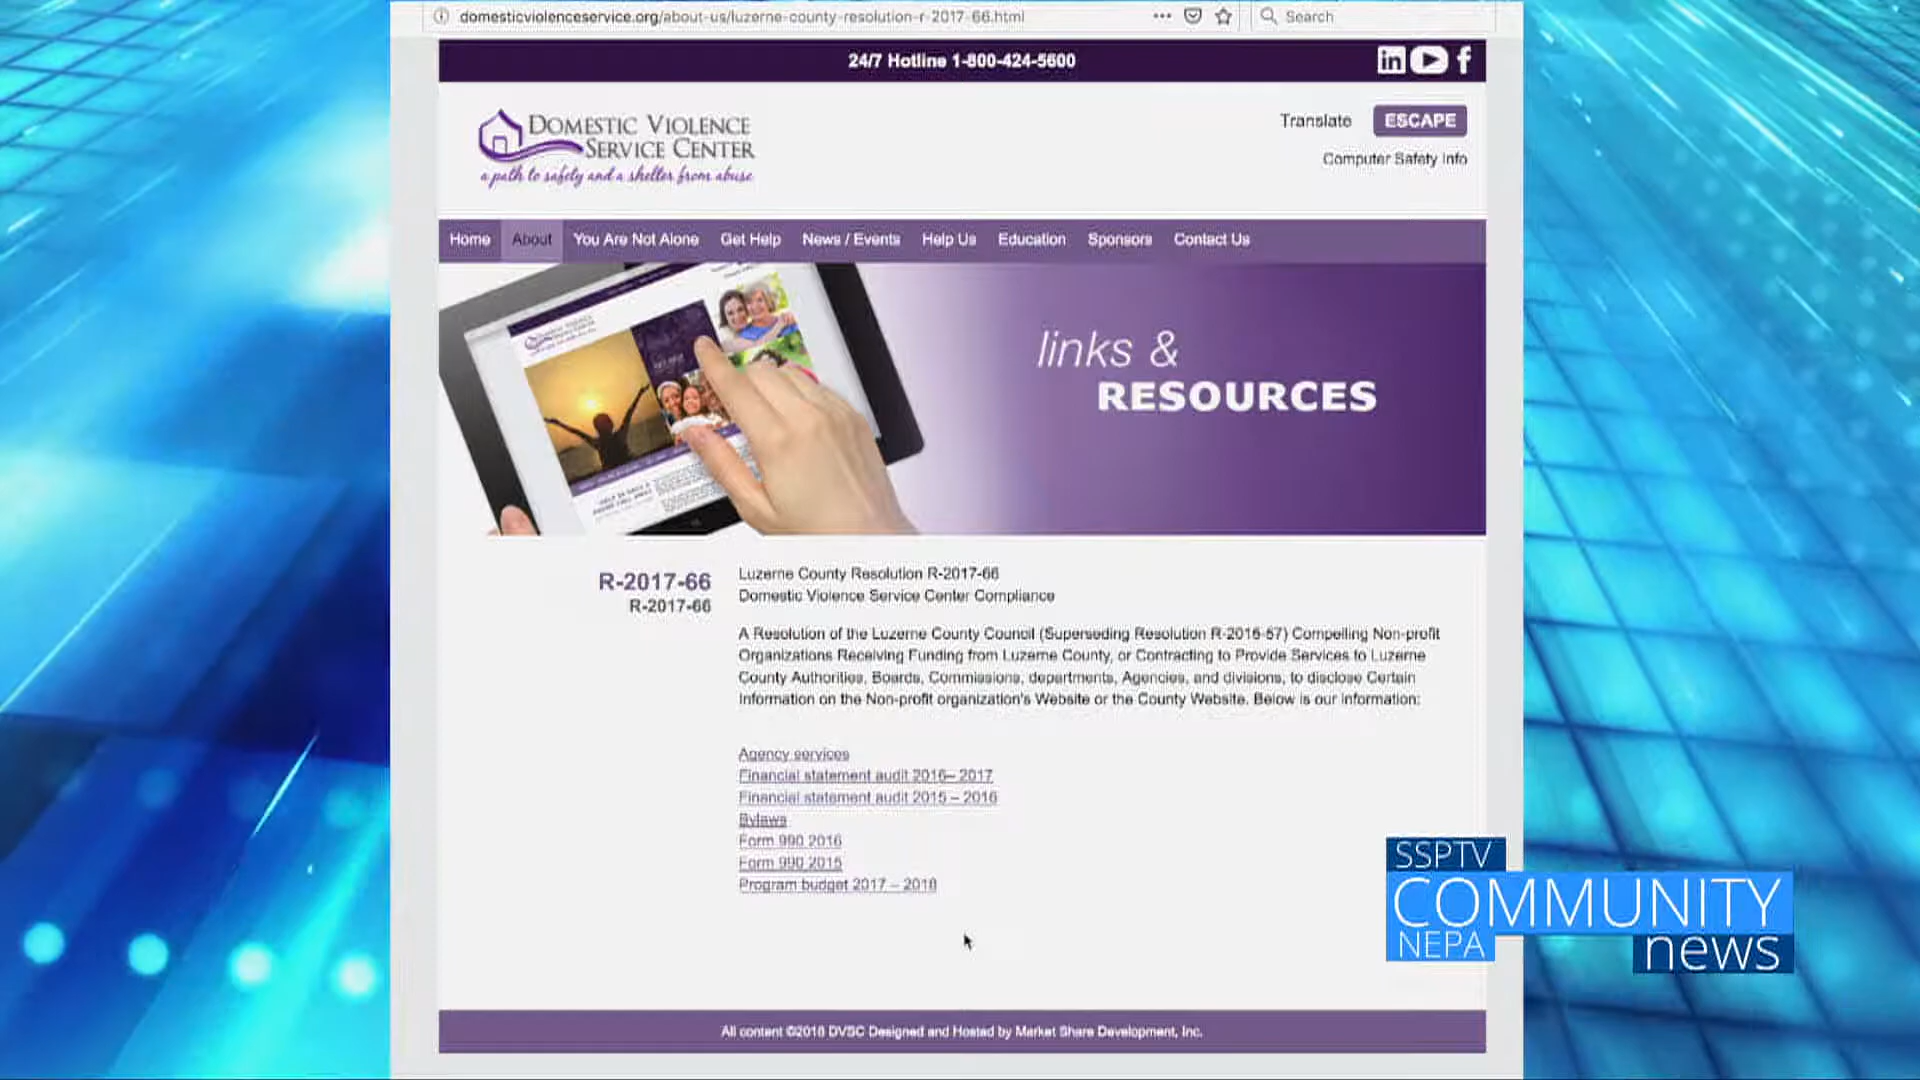 domesticviolenceservice.org/about-us/luzerne-county-resolution-r-2017-66.html
Search
24/7 Hotline 1-800-424-5600
in
f
DOMESTIC VIOLENCE
SERVICE CENTER
a path to safety and a shelter from abuse
Translate
ESCAPE
Computer Safety Info
Home About You Are Not Alone Get Help News / Events Help Us Education Sponsors Contact Us
links &
RESOURCES
R-2017-66
R-2017-66
Luzerne County Resolution R-2017-66
Domestic Violence Service Center Compliance
A Resolution of the Luzerne County Council (Superseding Resolution R-2016-57) Compelling Non-profit
Organizations Receiving Funding from Luzerne County, or Contracting to Provide Services to Luzerne
County Authorities, Boards, Commissions, departments, Agencies, and divisions, to disclose Certain
Information on the Non-profit organization's Website or the County Website. Below is our information:
Agency services
Financial statement audit 2016– 2017
Financial statement audit 2015 – 2016
Bylaws
Form 990 2016
Form 990 2015
Program budget 2017 – 2018
SSPTV
COMMUNITY
NEPA
news
All content ©2018 DVSC Designed and Hosted by Market Share Development, Inc.